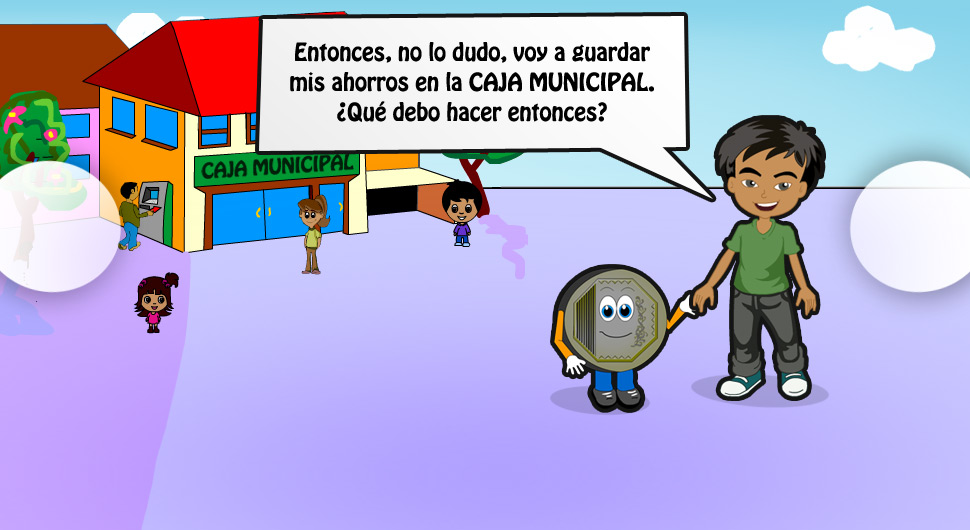 Entonces, no lo dudo, voy a guardar
mis ahorros en la CAJA MUNICIPAL.
¿Qué debo hacer entonces?
CAJA MUNICIPAL